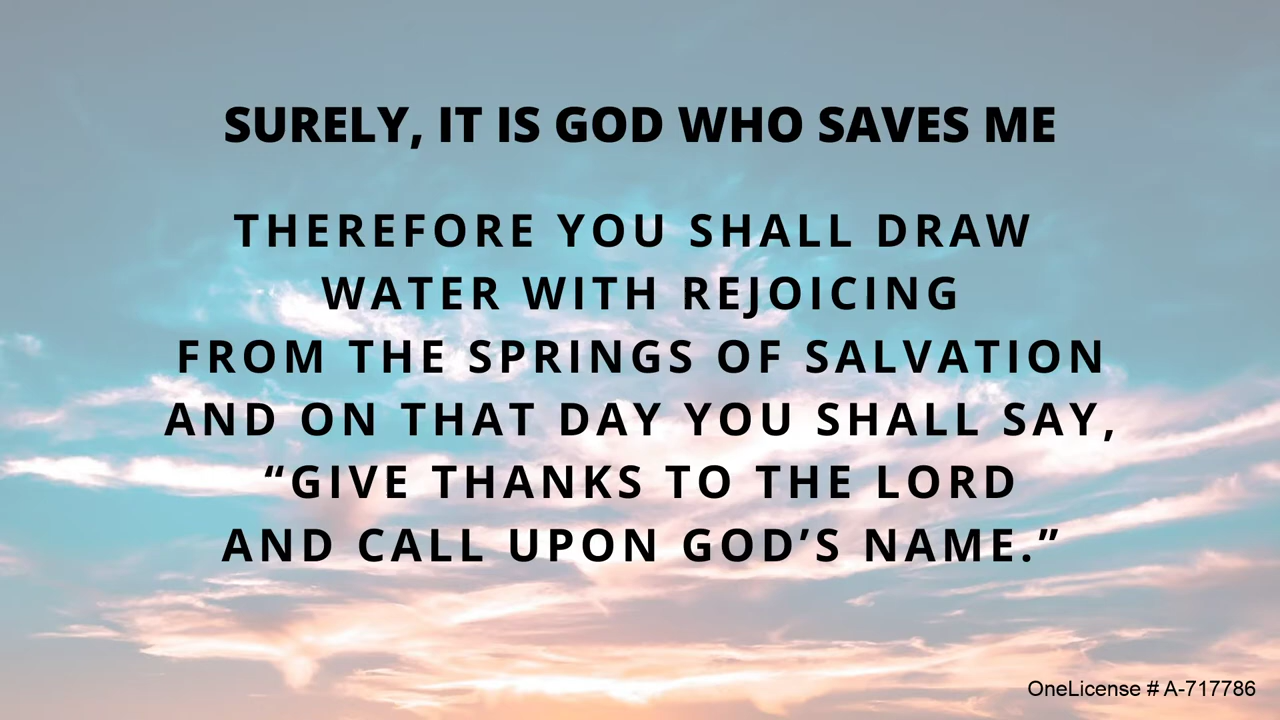 SURELY, IT IS GOD WHO SAVES ME
THEREFORE YOU SHALL DRAW
WATER WITH REJOICING
FROM THE SPRINGS OF SALVATION
AND ON THAT DAY YOU SHALL SAY,
“GIVE THANKS TO THE LORD
AND CALL UPON GOD’S NAME.”
OneLicense # A-717786